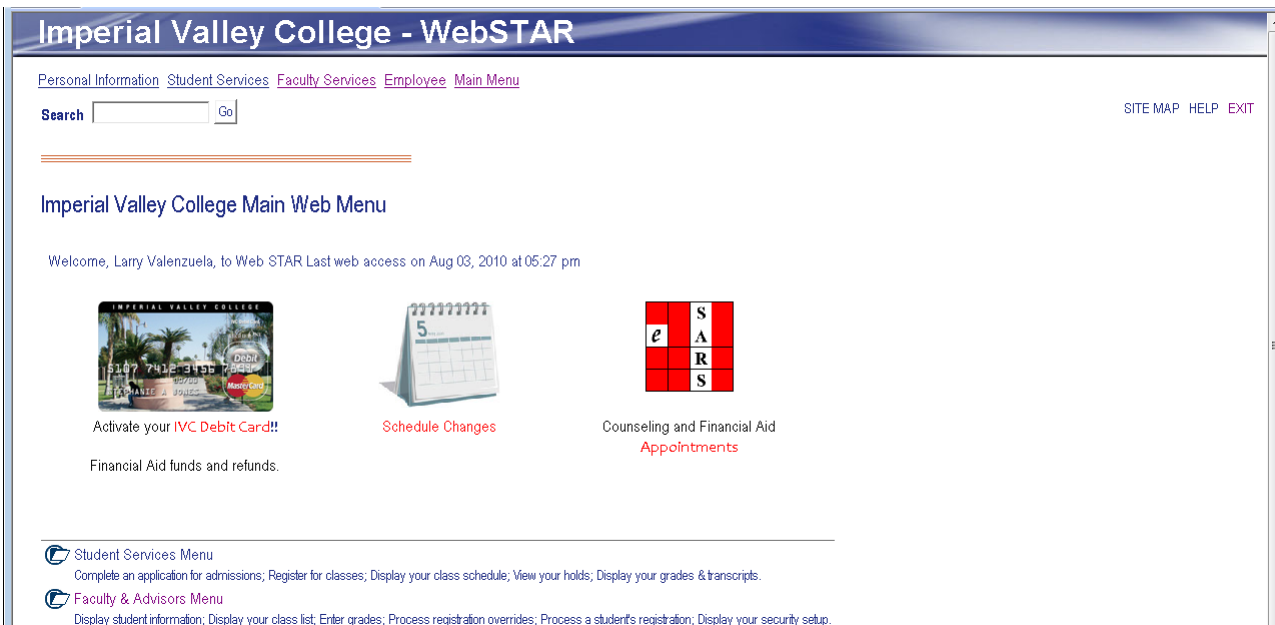 Imperial Valley College - WebSTAR
Personal Information Student Services Faculty Services Employee Main Menu
Search Go
SITE MAP HELP EXIT
Imperial Valley College Main Web Menu
Welcome, Larry Valenzuela, to Web STAR Last web access on Aug 03, 2010 at 05:27 pm
IMPERIAL VALLEY COLLEGE
Debit
5107 7412 3456
MasterCard
STEPHANIE A JONES
5
e
S
A
R
S
Activate your IVC Debit Card!!
Schedule Changes
Counseling and Financial Aid
Appointments
Financial Aid funds and refunds.
Student Services Menu
Complete an application for admissions; Register for classes; Display your class schedule; View your holds; Display your grades & transcripts.
Faculty & Advisors Menu
Display student information; Display your class list; Enter grades; Process registration overrides; Process a student's registration; Display your security setup.